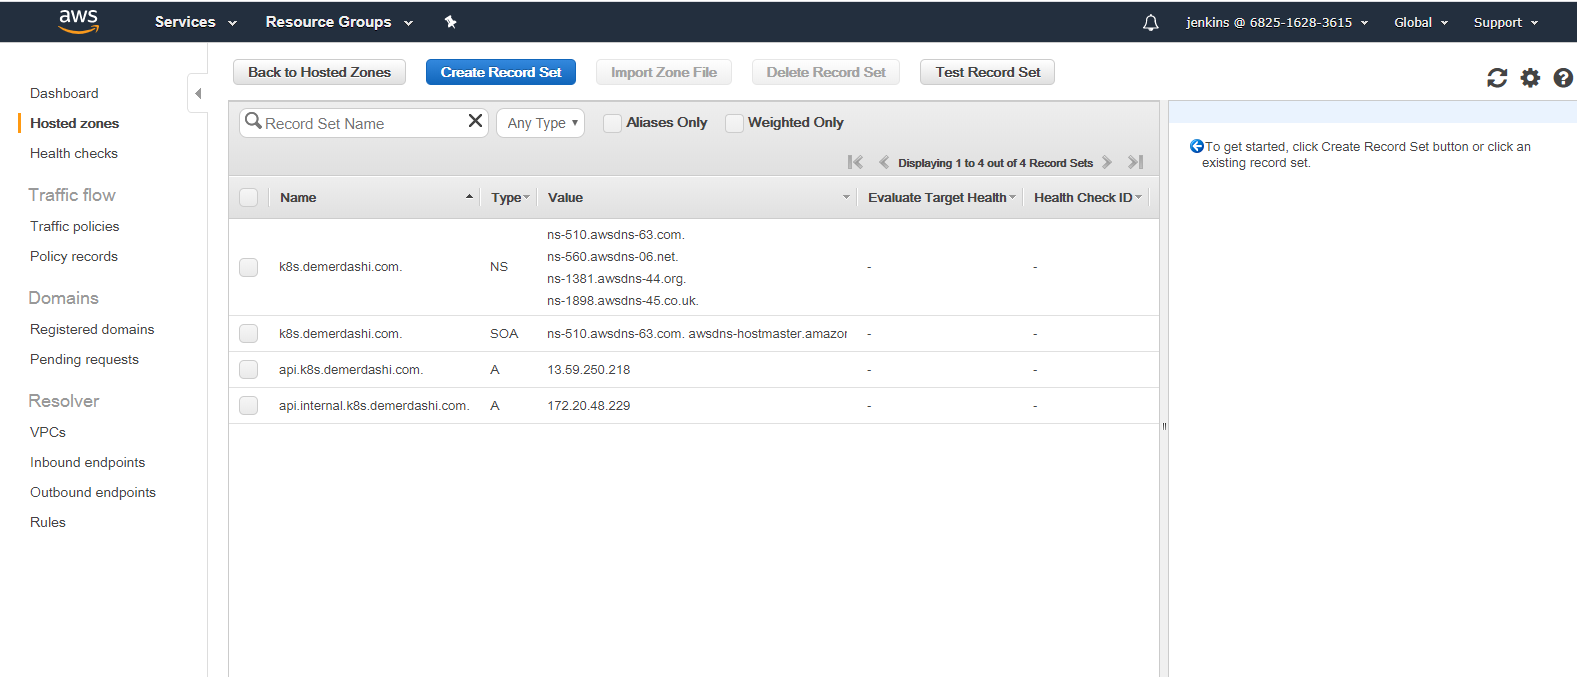 aws Services Resource Groups jenkins @ 6825-1628-3615 Global Support
Back to Hosted Zones Create Record Set Import Zone File Delete Record Set Test Record Set
Dashboard
Hosted zones
Health checks
Traffic flow
Traffic policies
Policy records
Domains
Registered domains
Pending requests
Resolver
VPCs
Inbound endpoints
Outbound endpoints
Rules
Record Set Name Any Type Aliases Only Weighted Only
Displaying 1 to 4 out of 4 Record Sets
Name Type Value Evaluate Target Health Health Check ID
k8s.demerdashi.com. NS
ns-510.awsdns-63.com.
ns-560.awsdns-06.net.
ns-1381.awsdns-44.org.
ns-1898.awsdns-45.co.uk.
- -
k8s.demerdashi.com. SOA ns-510.awsdns-63.com. awsdns-hostmaster.amazor - -
api.k8s.demerdashi.com. A 13.59.250.218 - -
api.internal.k8s.demerdashi.com. A 172.20.48.229 - -
To get started, click Create Record Set button or click an
existing record set.